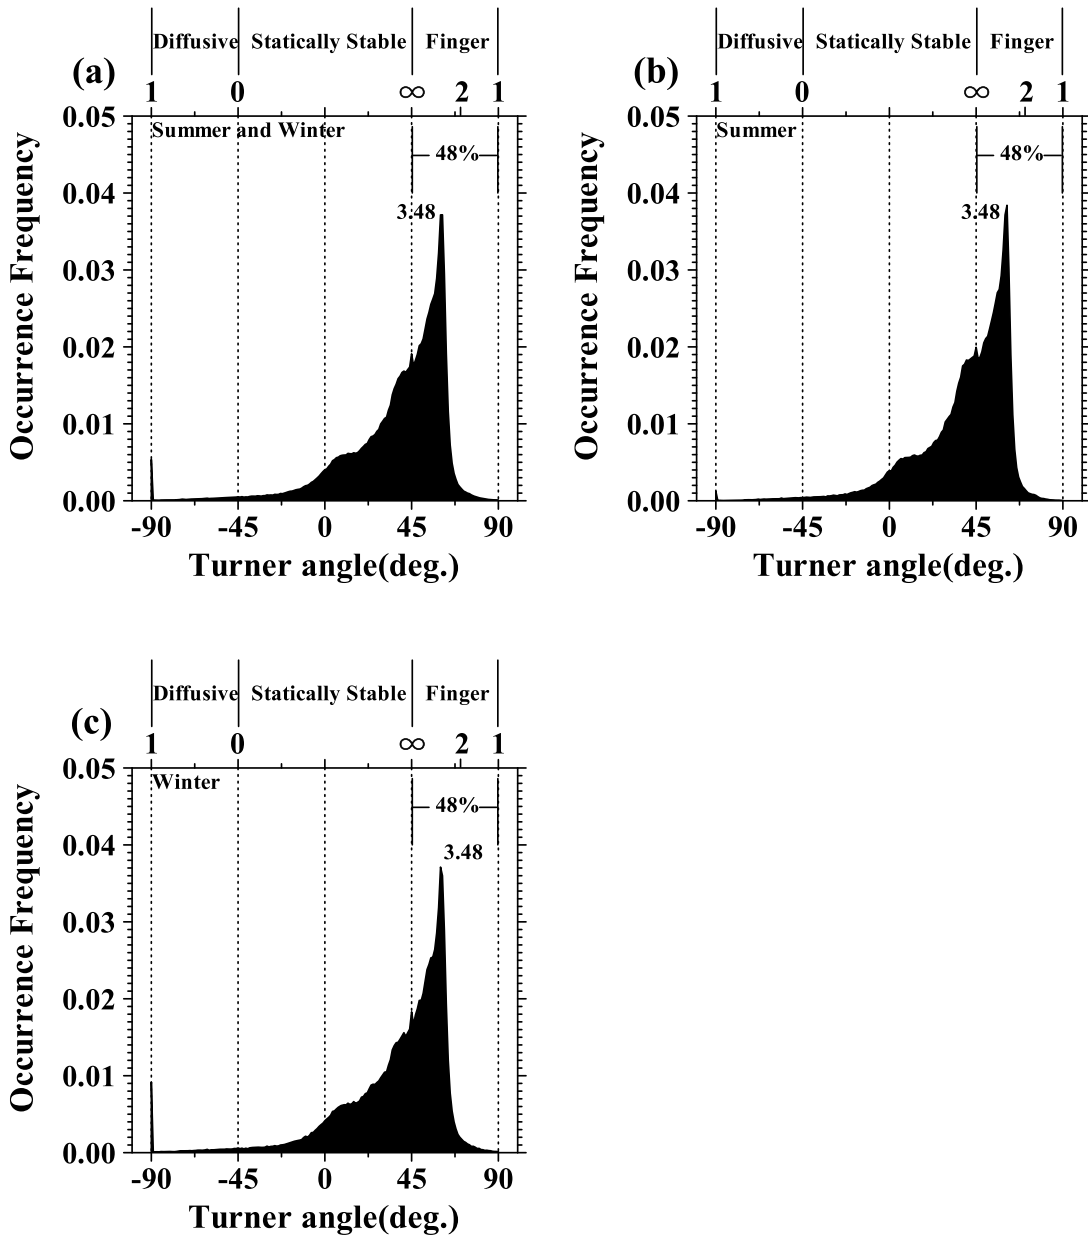 Diffusive Statically Stable Finger
(a)
1 0 ∞ 2 1
Summer and Winter
48%
3.48
0.05
0.04
0.03
0.02
0.01
0.00
Occurrence Frequency
-90 -45 0 45 90
Turner angle(deg.)
Diffusive Statically Stable Finger
(b)
1 0 ∞ 2 1
Summer
48%
3.48
0.05
0.04
0.03
0.02
0.01
0.00
Occurrence Frequency
-90 -45 0 45 90
Turner angle(deg.)
Diffusive Statically Stable Finger
(c)
1 0 ∞ 2 1
Winter
48%
3.48
0.05
0.04
0.03
0.02
0.01
0.00
Occurrence Frequency
-90 -45 0 45 90
Turner angle(deg.)